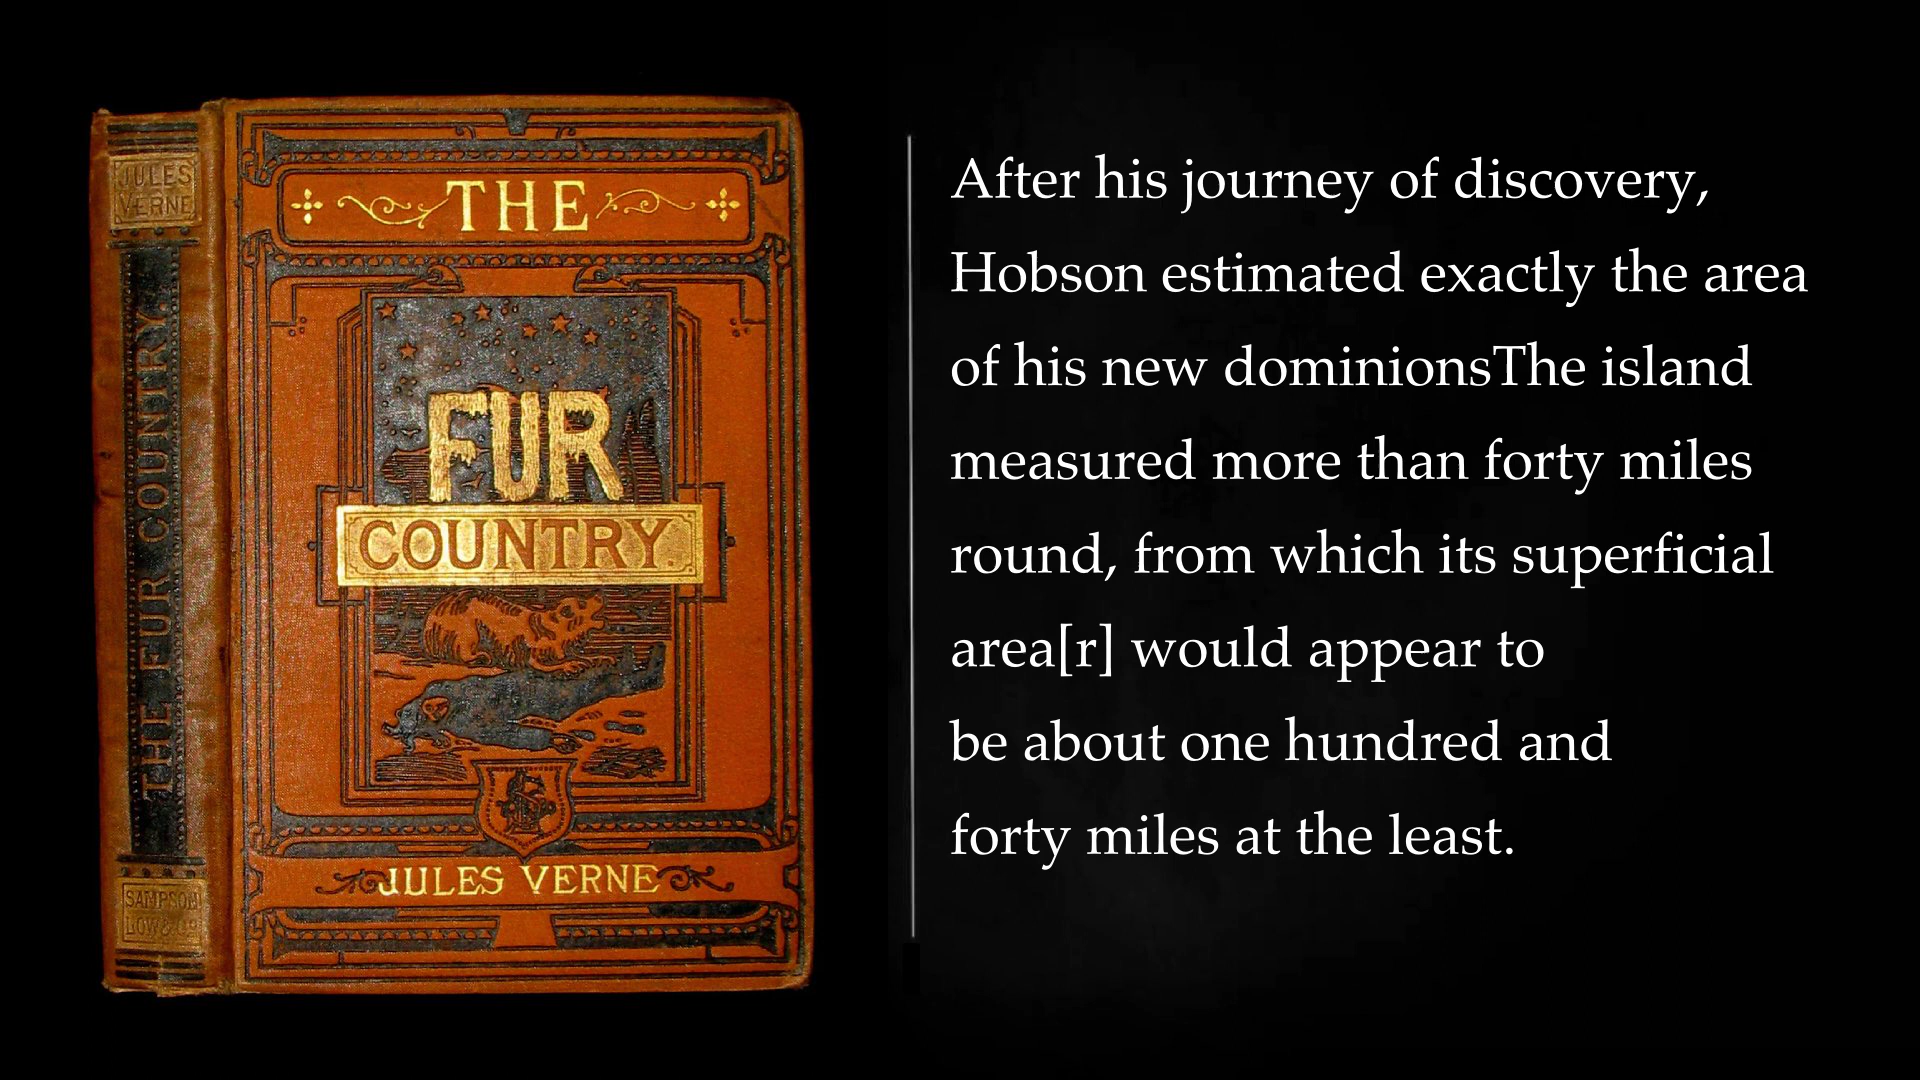 JULES
VERNE
THE FUR COUNTRY.
SAMPSON
LOW & Co
THE
FUR
COUNTRY.
JULES VERNE
After his journey of discovery,
Hobson estimated exactly the area
of his new dominionsThe island
measured more than forty miles
round, from which its superficial
area[r] would appear to
be about one hundred and
forty miles at the least.